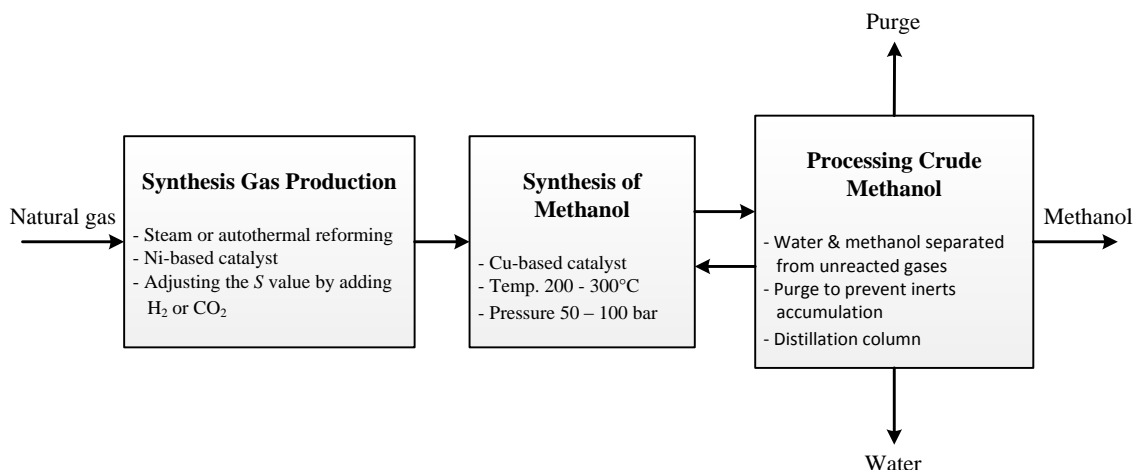 Purge
Synthesis Gas Production
- Steam or autothermal reforming
- Ni-based catalyst
- Adjusting the S value by adding
H₂ or CO₂
Synthesis of
Methanol
- Cu-based catalyst
- Temp. 200 - 300°C
- Pressure 50 – 100 bar
Processing Crude
Methanol
- Water & methanol separated
from unreacted gases
- Purge to prevent inerts
accumulation
- Distillation column
Natural gas
Methanol
Water